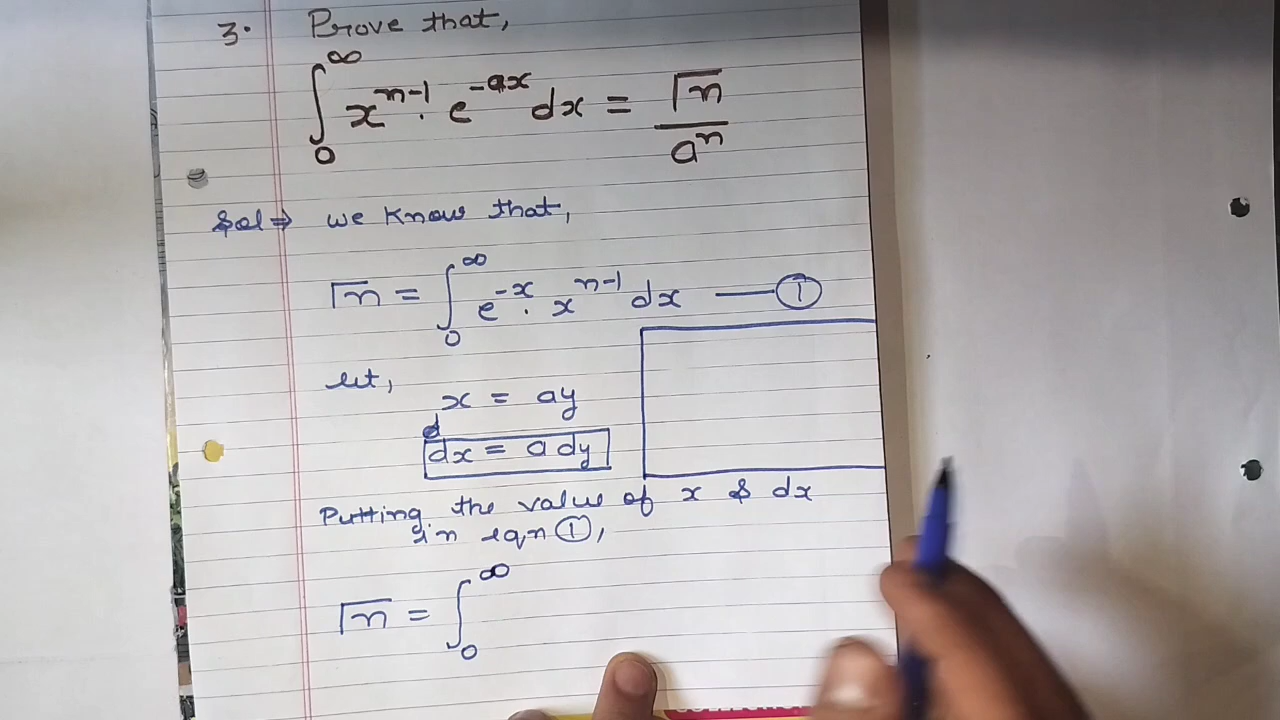 3. Prove that,
∫₀^∞ x^(n-1) . e^(-ax) dx = Γn / a^n
Sol ⇒ we know that,
Γn = ∫₀^∞ e^(-x) . x^(n-1) dx —— ①
let,
x = ay
d
dx = a dy
Putting the value of x & dx
in eqn ①,
Γn = ∫₀^∞